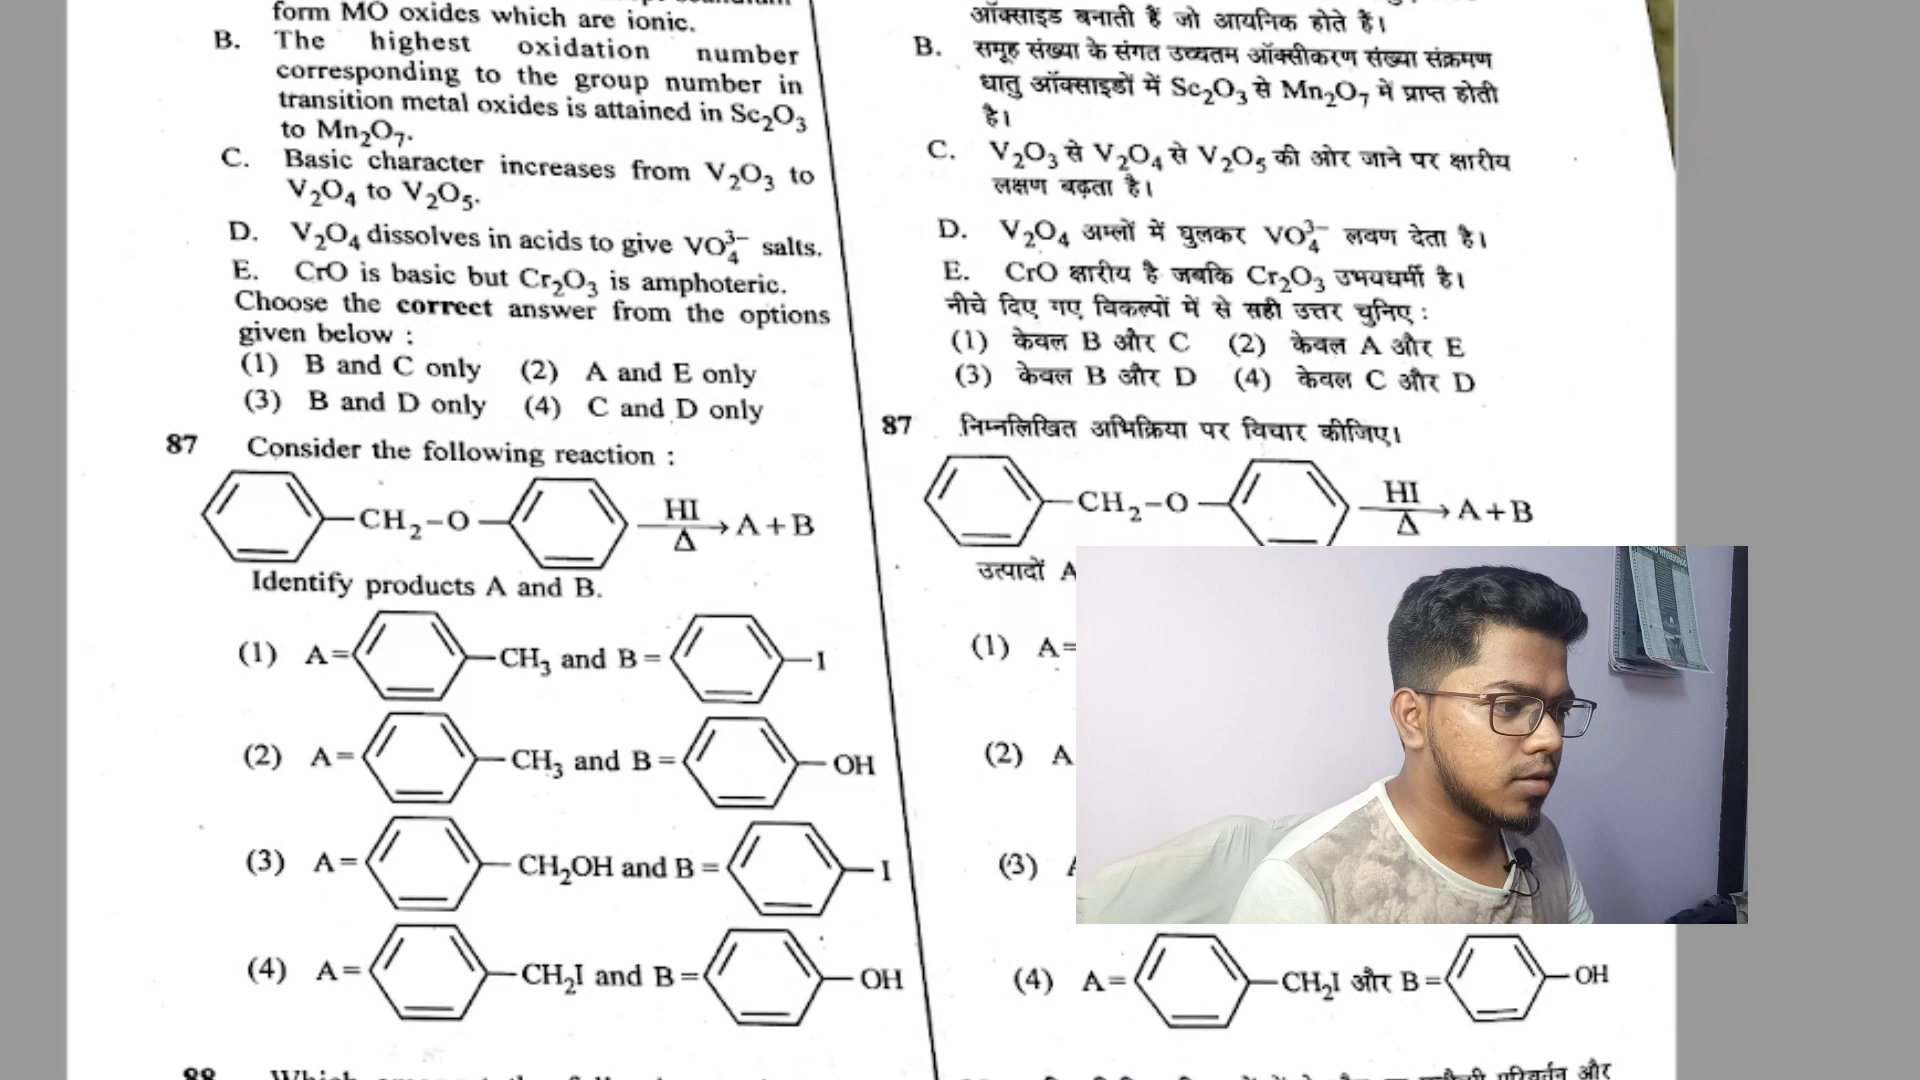 form MO oxides which are ionic.
B. The highest oxidation number
corresponding to the group number in
transition metal oxides is attained in Sc₂O₃
to Mn₂O₇.
C. Basic character increases from V₂O₃ to
V₂O₄ to V₂O₅.
D. V₂O₄ dissolves in acids to give VO₄³⁻ salts.
E. CrO is basic but Cr₂O₃ is amphoteric.
Choose the correct answer from the options
given below :
(1) B and C only (2) A and E only
(3) B and D only (4) C and D only
87 Consider the following reaction :
CH₂-O HI Δ A+B
Identify products A and B.
(1) A= CH₃ and B = I
(2) A= CH₃ and B = OH
(3) A= CH₂OH and B = I
(4) A= CH₂I and B = OH
88 Which
ऑक्साइड बनाती हैं जो आयनिक होते हैं।
B. समूह संख्या के संगत उच्चतम ऑक्सीकरण संख्या संक्रमण
धातु ऑक्साइडों में Sc₂O₃ से Mn₂O₇ में प्राप्त होती
है।
C. V₂O₃ से V₂O₄ से V₂O₅ की ओर जाने पर क्षारीय
लक्षण बढ़ता है।
D. V₂O₄ अम्लों में घुलकर VO₄³⁻ लवण देता है।
E. CrO क्षारीय है जबकि Cr₂O₃ उभयधर्मी है।
नीचे दिए गए विकल्पों में से सही उत्तर चुनिए :
(1) केवल B और C (2) केवल A और E
(3) केवल B और D (4) केवल C और D
87 निम्नलिखित अभिक्रिया पर विचार कीजिए।
CH₂-O HI Δ A+B
उत्पादों A
(1) A=
(2) A
(3)
(4) A= CH₂I और B = OH
परिवर्तन और